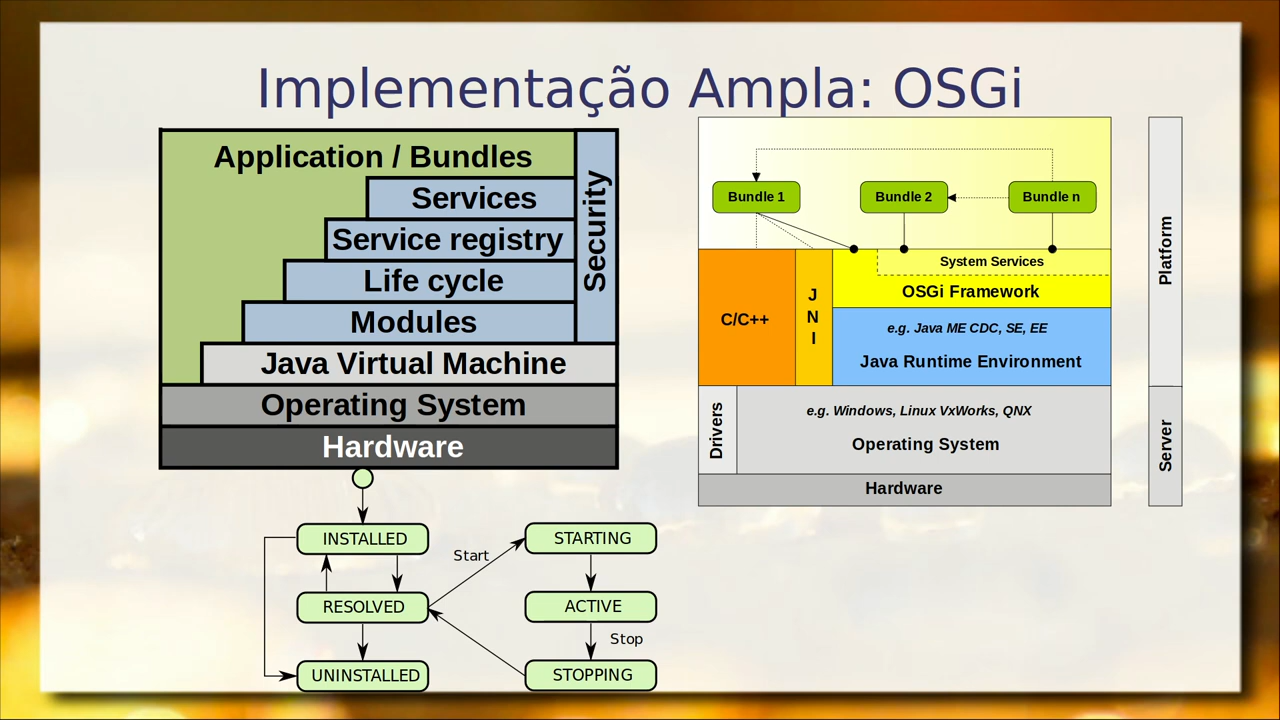 Implementação Ampla: OSGi
Application / Bundles
Services
Service registry
Life cycle
Modules
Security
Java Virtual Machine
Operating System
Hardware
Bundle 1
Bundle 2
Bundle n
System Services
OSGi Framework
C/C++
J
N
I
e.g. Java ME CDC, SE, EE
Java Runtime Environment
Drivers
e.g. Windows, Linux VxWorks, QNX
Operating System
Hardware
Platform
Server
INSTALLED
RESOLVED
UNINSTALLED
Start
STARTING
ACTIVE
Stop
STOPPING